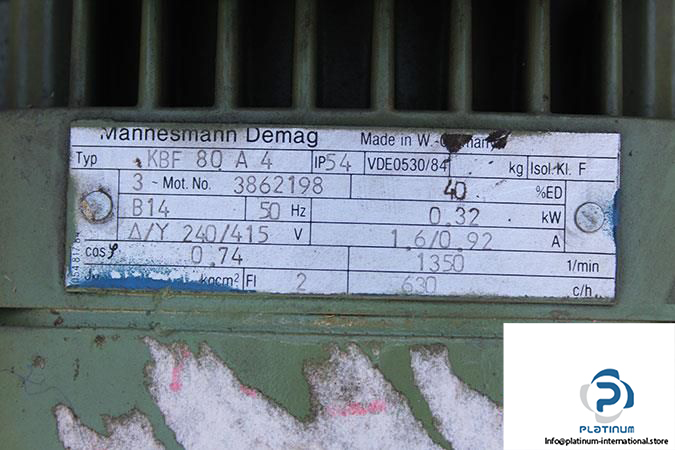 Mannesmann Demag Made in W.-Germany
Typ KBF 80 A 4 IP54 VDE0530/84 kg Isol.Kl. F
3 ~ Mot. No. 3862198 40 %ED
B14 50 Hz 0.32 kW
Δ/Y 240/415 V 1.6/0.92 A
cosφ 0.74 1350 1/min
kgcm² FI 2 630 c/h
PLATINUM
Info@platinum-international.store